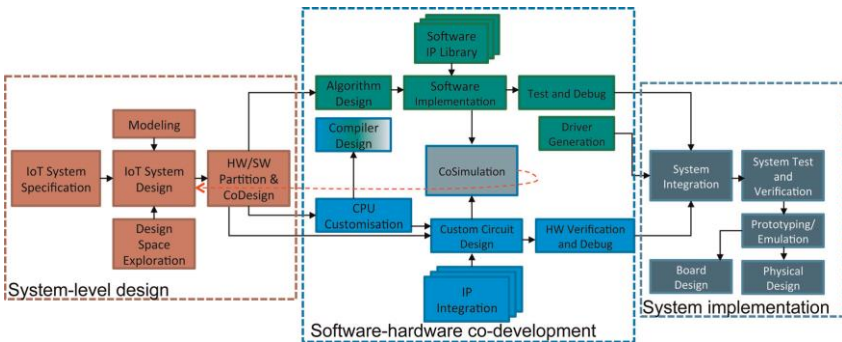 Software
IP Library
Algorithm
Design
Software
Implementation
Test and Debug
Modeling
Compiler
Design
Driver
Generation
IoT System
Specification
IoT System
Design
HW/SW
Partition &
CoDesign
CoSimulation
System
Integration
System Test
and
Verification
Design
Space
Exploration
CPU
Customisation
Custom Circuit
Design
HW Verification
and Debug
Prototyping/
Emulation
IP
Integration
Board
Design
Physical
Design
System-level design
Software-hardware co-development
System implementation